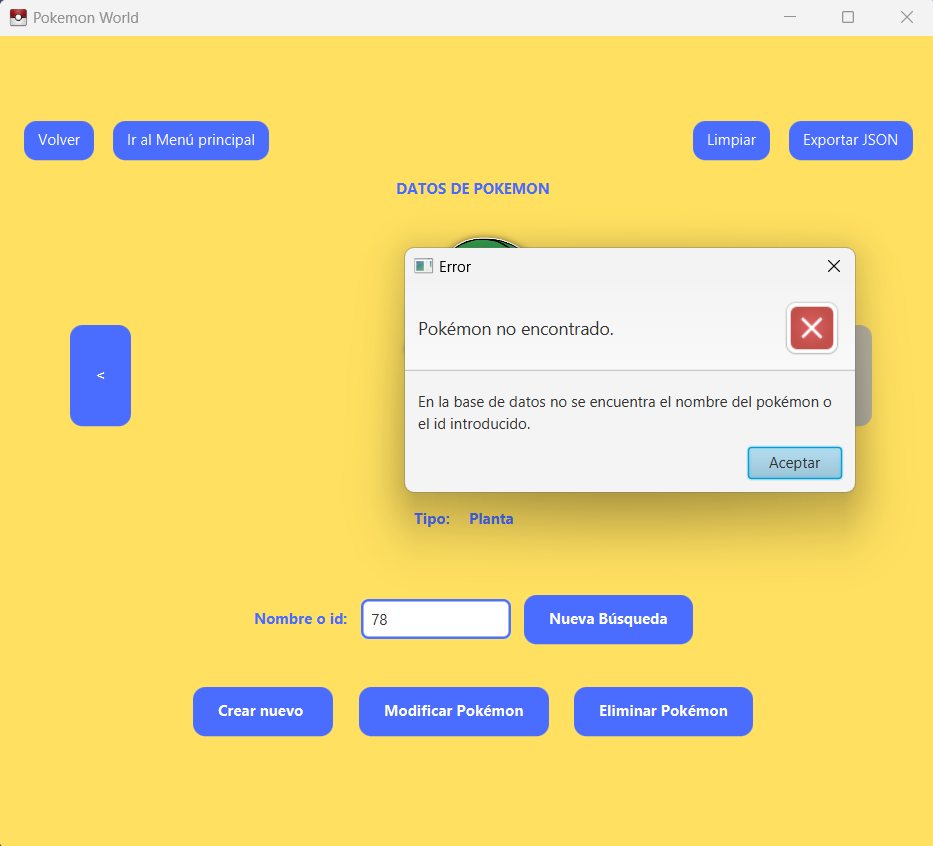 Pokemon World
Volver
Ir al Menú principal
Limpiar
Exportar JSON
DATOS DE POKEMON
Error
Pokémon no encontrado.
<
En la base de datos no se encuentra el nombre del pokémon o
el id introducido.
Aceptar
Tipo: Planta
Nombre o id: 78 Nueva Búsqueda
Crear nuevo
Modificar Pokémon
Eliminar Pokémon